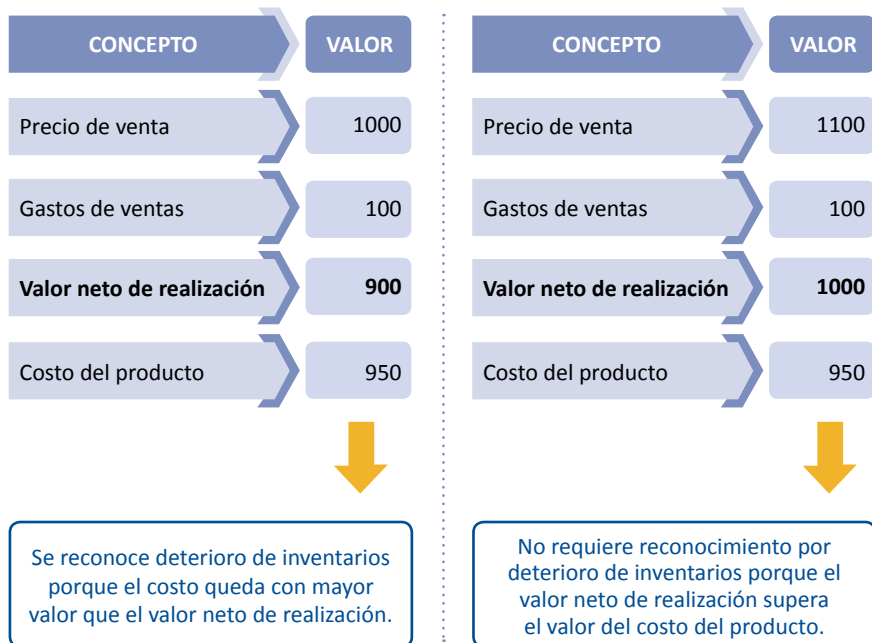 CONCEPTO VALOR
Precio de venta 1000
Gastos de ventas 100
Valor neto de realización 900
Costo del producto 950
Se reconoce deterioro de inventarios
porque el costo queda con mayor
valor que el valor neto de realización.
CONCEPTO VALOR
Precio de venta 1100
Gastos de ventas 100
Valor neto de realización 1000
Costo del producto 950
No requiere reconocimiento por
deterioro de inventarios porque el
valor neto de realización supera
el valor del costo del producto.